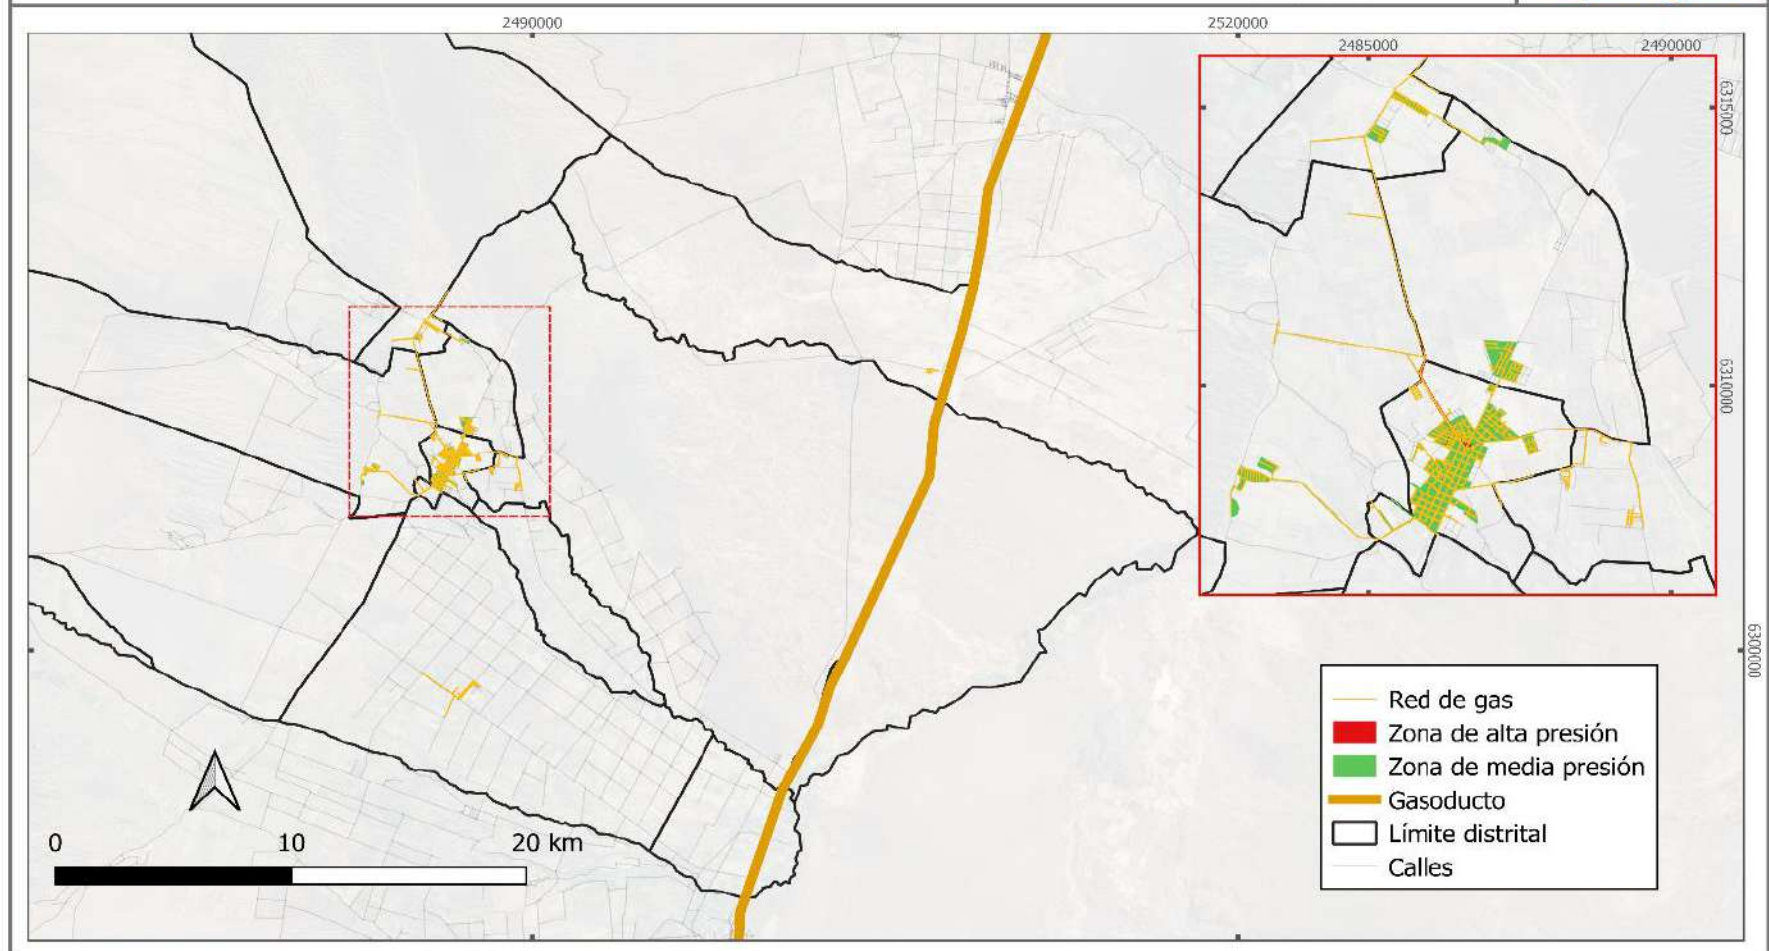 2490000
2520000
2485000
2490000
6315000
6310000
6300000
Red de gas
Zona de alta presión
Zona de media presión
Gasoducto
Límite distrital
Calles
0
10
20 km